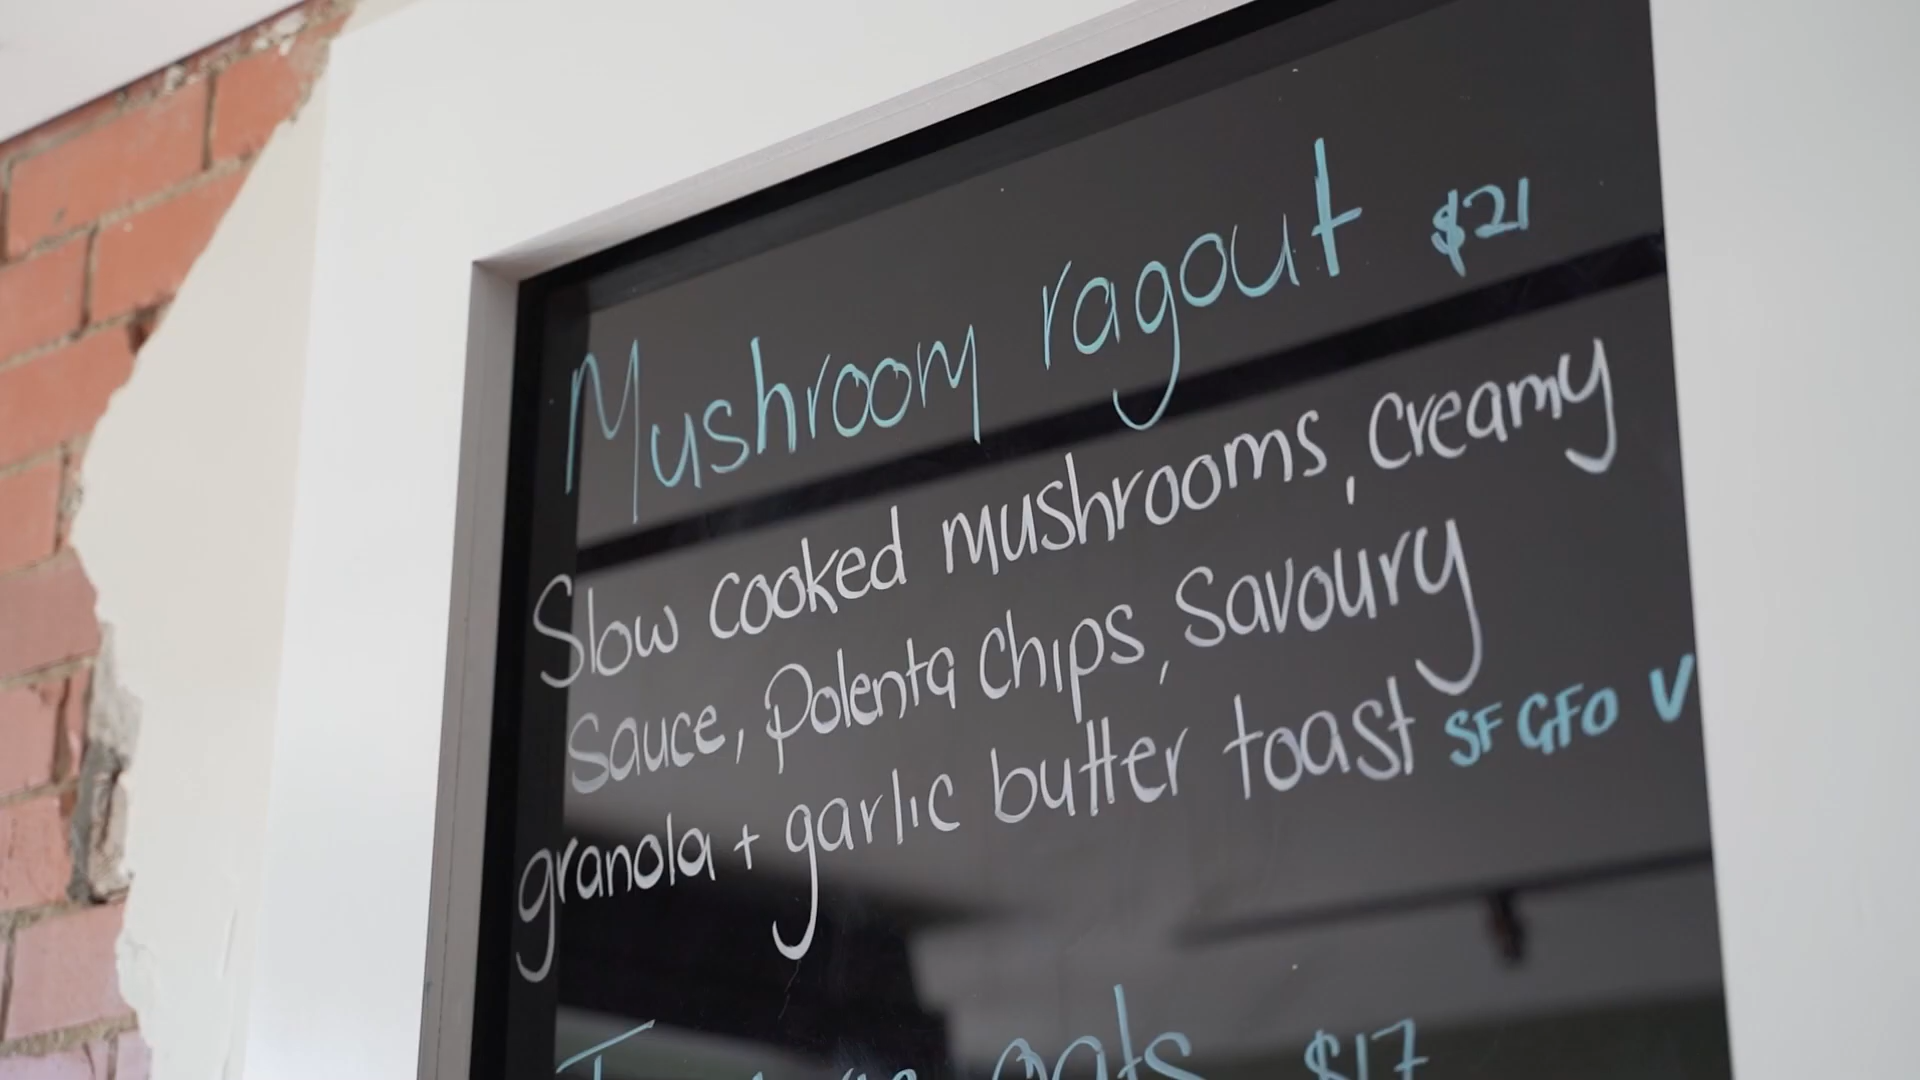 Mushroom ragout $21
Slow cooked mushrooms, creamy
sauce, polenta chips, savoury
granola + garlic butter toast SF GFO V
oats $17